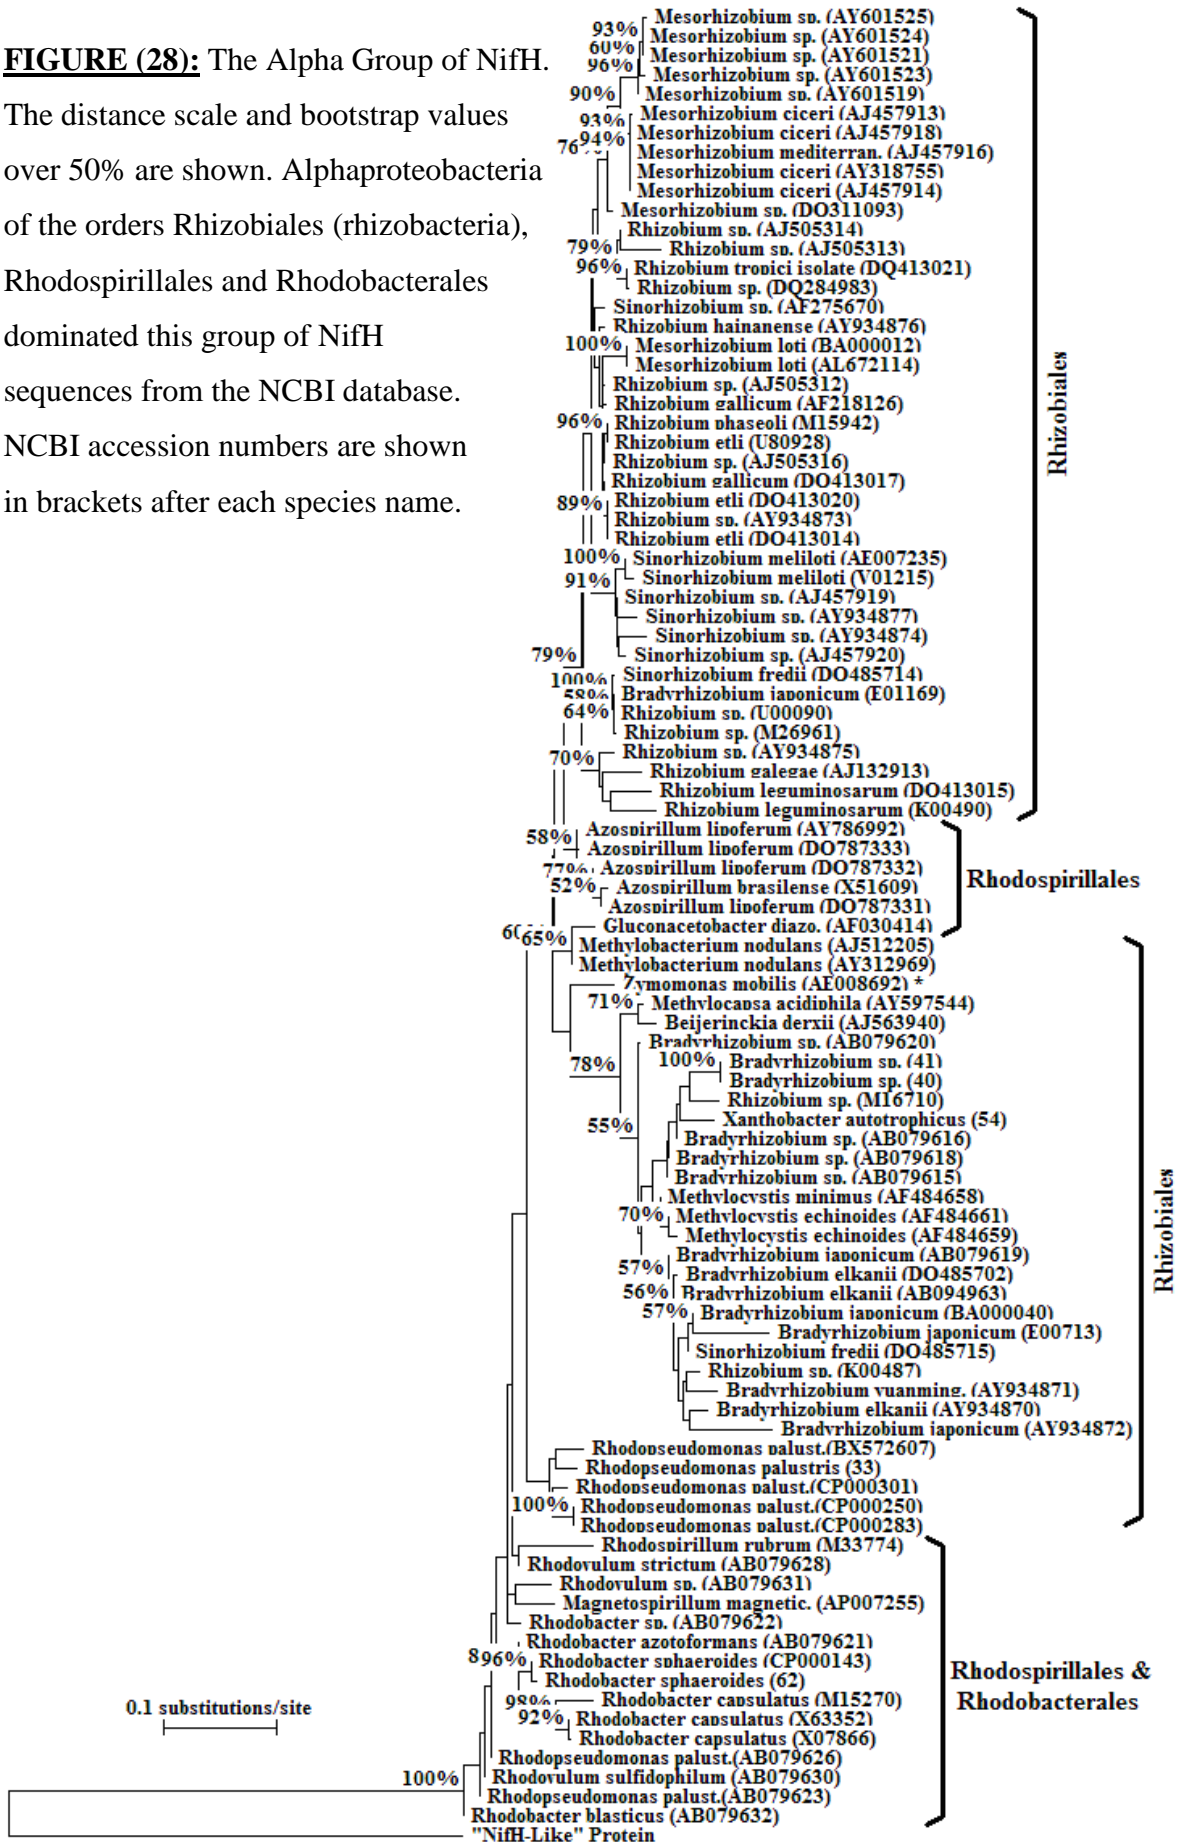 FIGURE (28): The Alpha Group of NifH.
The distance scale and bootstrap values
over 50% are shown. Alphaproteobacteria
of the orders Rhizobiales (rhizobacteria),
Rhodospirillales and Rhodobacterales
dominated this group of NifH
sequences from the NCBI database.
NCBI accession numbers are shown
in brackets after each species name.
93%
Mesorhizobium sp. (AY601525)
60%
Mesorhizobium sp. (AY601524)
96%
Mesorhizobium sp. (AY601521)
Mesorhizobium sp. (AY601523)
90%
Mesorhizobium sp. (AY601519)
93%
Mesorhizobium ciceri (AJ457913)
94%
Mesorhizobium ciceri (AJ457918)
Mesorhizobium mediterran. (AJ457916)
Mesorhizobium ciceri (AY318755)
Mesorhizobium ciceri (AJ457914)
Mesorhizobium sp. (DO311093)
Rhizobium sp. (AJ505314)
79%
Rhizobium sp. (AJ505313)
96%
Rhizobium tropici isolate (DQ413021)
Rhizobium sp. (DQ284983)
Sinorhizobium sp. (AF275670)
Rhizobium hainanense (AY934876)
100%
Mesorhizobium loti (BA000012)
Mesorhizobium loti (AL672114)
Rhizobium sp. (AJ505312)
Rhizobium gallicum (AF218126)
96%
Rhizobium phaseoli (M15942)
Rhizobium etli (U80928)
Rhizobium sp. (AJ505316)
Rhizobium gallicum (DO413017)
89%
Rhizobium etli (DO413020)
Rhizobium sp. (AY934873)
Rhizobium etli (DO413014)
100%
Sinorhizobium meliloti (AE007235)
91%
Sinorhizobium meliloti (V01215)
Sinorhizobium sp. (AJ457919)
Sinorhizobium sp. (AY934877)
Sinorhizobium sp. (AY934874)
79%
Sinorhizobium sp. (AJ457920)
100%
Sinorhizobium fredii (DO485714)
58%
Bradyrhizobium japonicum (E01169)
64%
Rhizobium sp. (U00090)
Rhizobium sp. (M26961)
70%
Rhizobium sp. (AY934875)
Rhizobium galegae (AJ132913)
Rhizobium leguminosarum (DO413015)
Rhizobium leguminosarum (K00490)
Rhizobiales
58%
Azospirillum lipoferum (AY786992)
Azospirillum lipoferum (DO787333)
77%
Azospirillum lipoferum (DO787332)
52%
Azospirillum brasilense (X51609)
Azospirillum lipoferum (DO787331)
Rhodospirillales
65%
Gluconacetobacter diazo. (AF030414)
Methylobacterium nodulans (AJ512205)
Methylobacterium nodulans (AY312969)
Zymomonas mobilis (AE008692) *
71%
Methylocapsa acidiphila (AY597544)
Beijerinckia derxii (AJ563940)
Bradyrhizobium sp. (AB079620)
78%
100%
Bradyrhizobium sp. (41)
Bradyrhizobium sp. (40)
Rhizobium sp. (M16710)
55%
Xanthobacter autotrophicus (54)
Bradyrhizobium sp. (AB079616)
Bradyrhizobium sp. (AB079618)
Bradyrhizobium sp. (AB079615)
Methylocystis minimus (AF484658)
70%
Methylocystis echinoides (AF484661)
Methylocystis echinoides (AF484659)
Bradyrhizobium japonicum (AB079619)
57%
Bradyrhizobium elkanii (DO485702)
56%
Bradyrhizobium elkanii (AB094963)
57%
Bradyrhizobium japonicum (BA000040)
Bradyrhizobium japonicum (E00713)
Sinorhizobium fredii (DO485715)
Rhizobium sp. (K00487)
Bradyrhizobium yuanming. (AY934871)
Bradyrhizobium elkanii (AY934870)
Bradyrhizobium japonicum (AY934872)
Rhodopseudomonas palust.(BX572607)
Rhodopseudomonas palustris (33)
Rhodopseudomonas palust.(CP000301)
100%
Rhodopseudomonas palust.(CP000250)
Rhodopseudomonas palust.(CP000283)
Rhizobiales
Rhodospirillum rubrum (M33774)
Rhodovulum strictum (AB079628)
Rhodovulum sp. (AB079631)
Magnetospirillum magnetic. (AP007255)
Rhodobacter sp. (AB079622)
Rhodobacter azotoformans (AB079621)
96%
Rhodobacter sphaeroides (CP000143)
Rhodobacter sphaeroides (62)
98%
Rhodobacter capsulatus (M15270)
92%
Rhodobacter capsulatus (X63352)
Rhodobacter capsulatus (X07866)
Rhodopseudomonas palust.(AB079626)
100%
Rhodovulum sulfidophilum (AB079630)
Rhodopseudomonas palust.(AB079623)
Rhodobacter blasticus (AB079632)
"NifH-Like" Protein
Rhodospirillales &
Rhodobacterales
0.1 substitutions/site